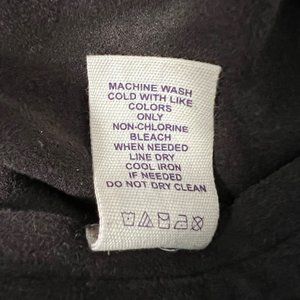 MACHINE WASH
COLD WITH LIKE
COLORS
ONLY
NON-CHLORINE
BLEACH
WHEN NEEDED
LINE DRY
COOL IRON
IF NEEDED
DO NOT DRY CLEAN